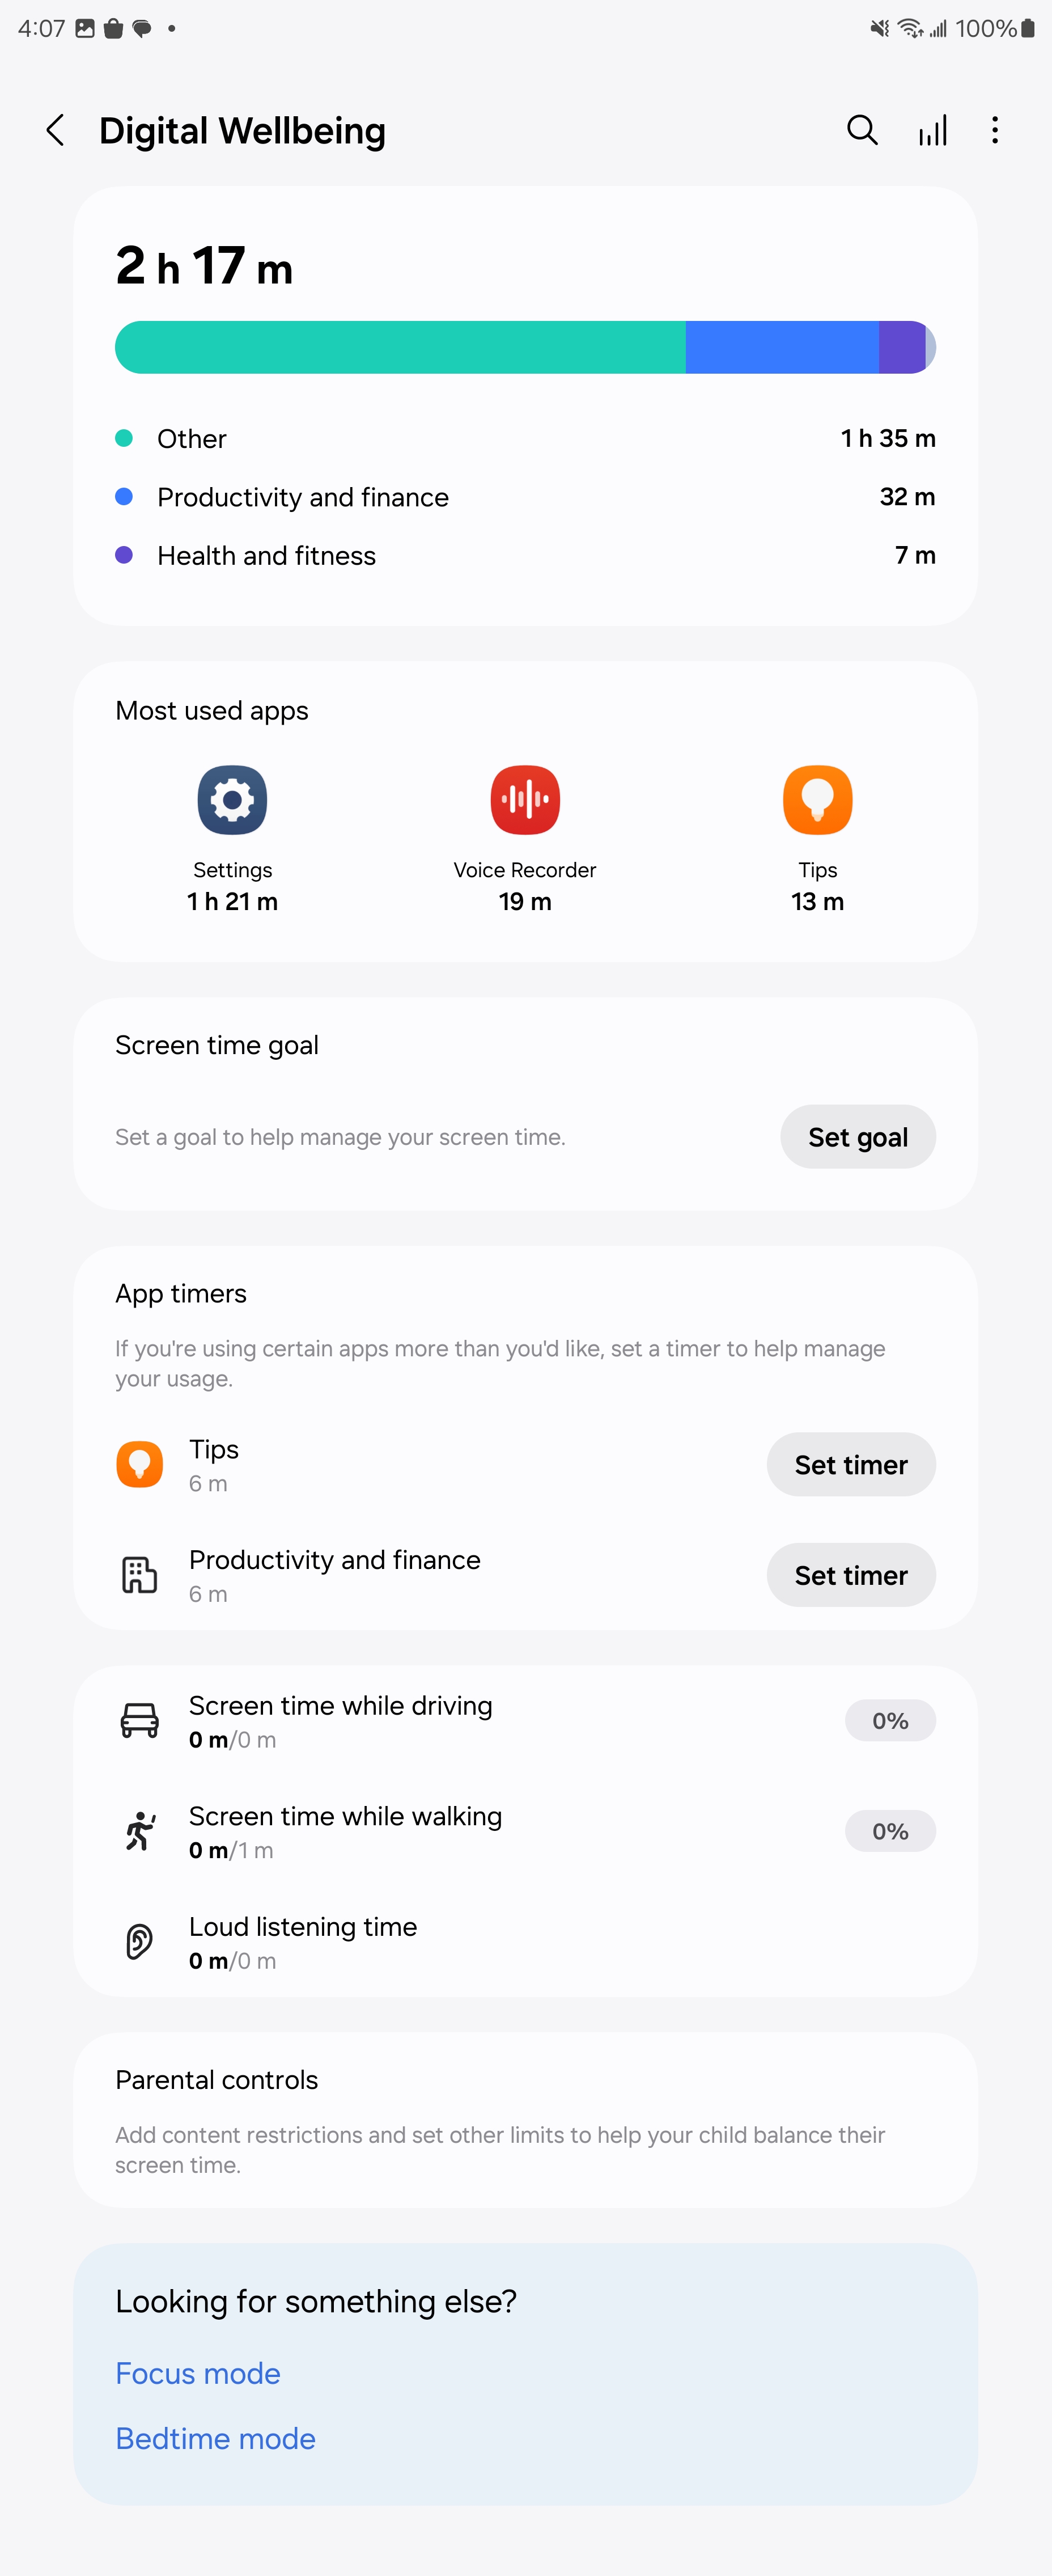 4:07
100%
Digital Wellbeing
2 h 17 m
Other
1 h 35 m
Productivity and finance
32 m
Health and fitness
7 m
Most used apps
Settings
1 h 21 m
Voice Recorder
19 m
Tips
13 m
Screen time goal
Set a goal to help manage your screen time.
Set goal
App timers
If you're using certain apps more than you'd like, set a timer to help manage
your usage.
Tips
6 m
Set timer
Productivity and finance
6 m
Set timer
Screen time while driving
0 m/0 m
0%
Screen time while walking
0 m/1 m
0%
Loud listening time
0 m/0 m
Parental controls
Add content restrictions and set other limits to help your child balance their
screen time.
Looking for something else?
Focus mode
Bedtime mode